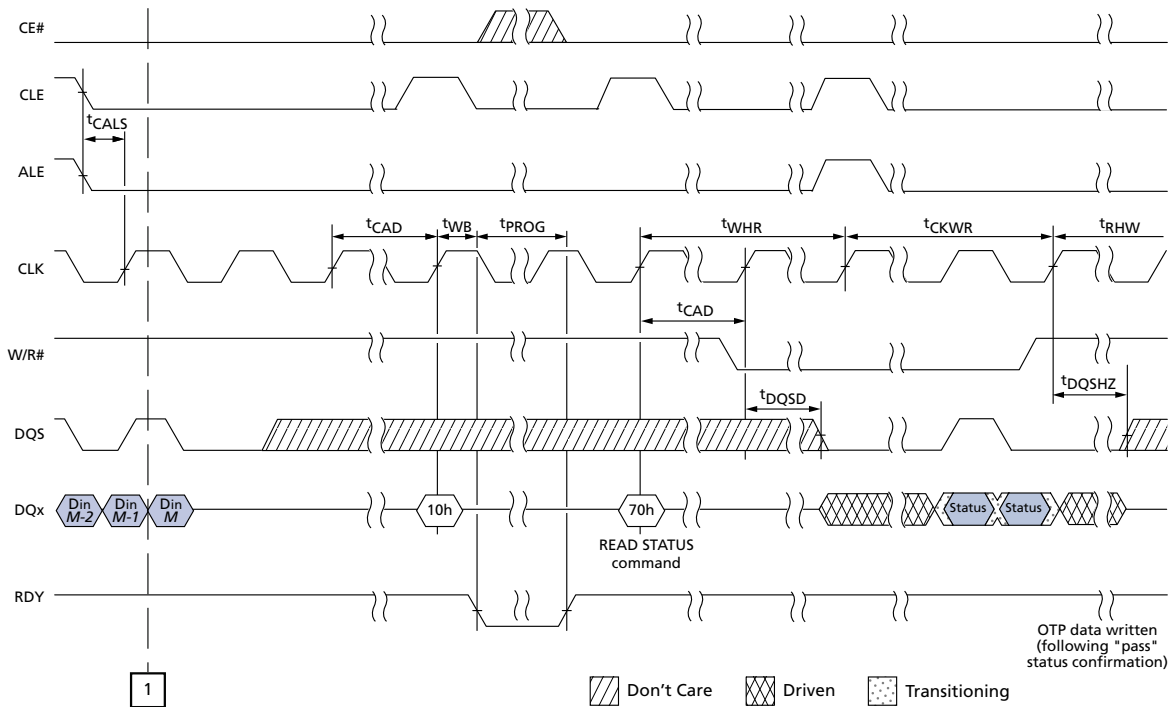 CE#
CLE
tCALS
ALE
tCAD
tWB
tPROG
tWHR
tCKWR
tRHW
CLK
tCAD
W/R#
tDQSD
tDQSHZ
DQS
DQx
Din M-2
Din M-1
Din M
10h
70h
Status
Status
READ STATUS
command
RDY
OTP data written
(following "pass"
status confirmation)
1
Don't Care
Driven
Transitioning